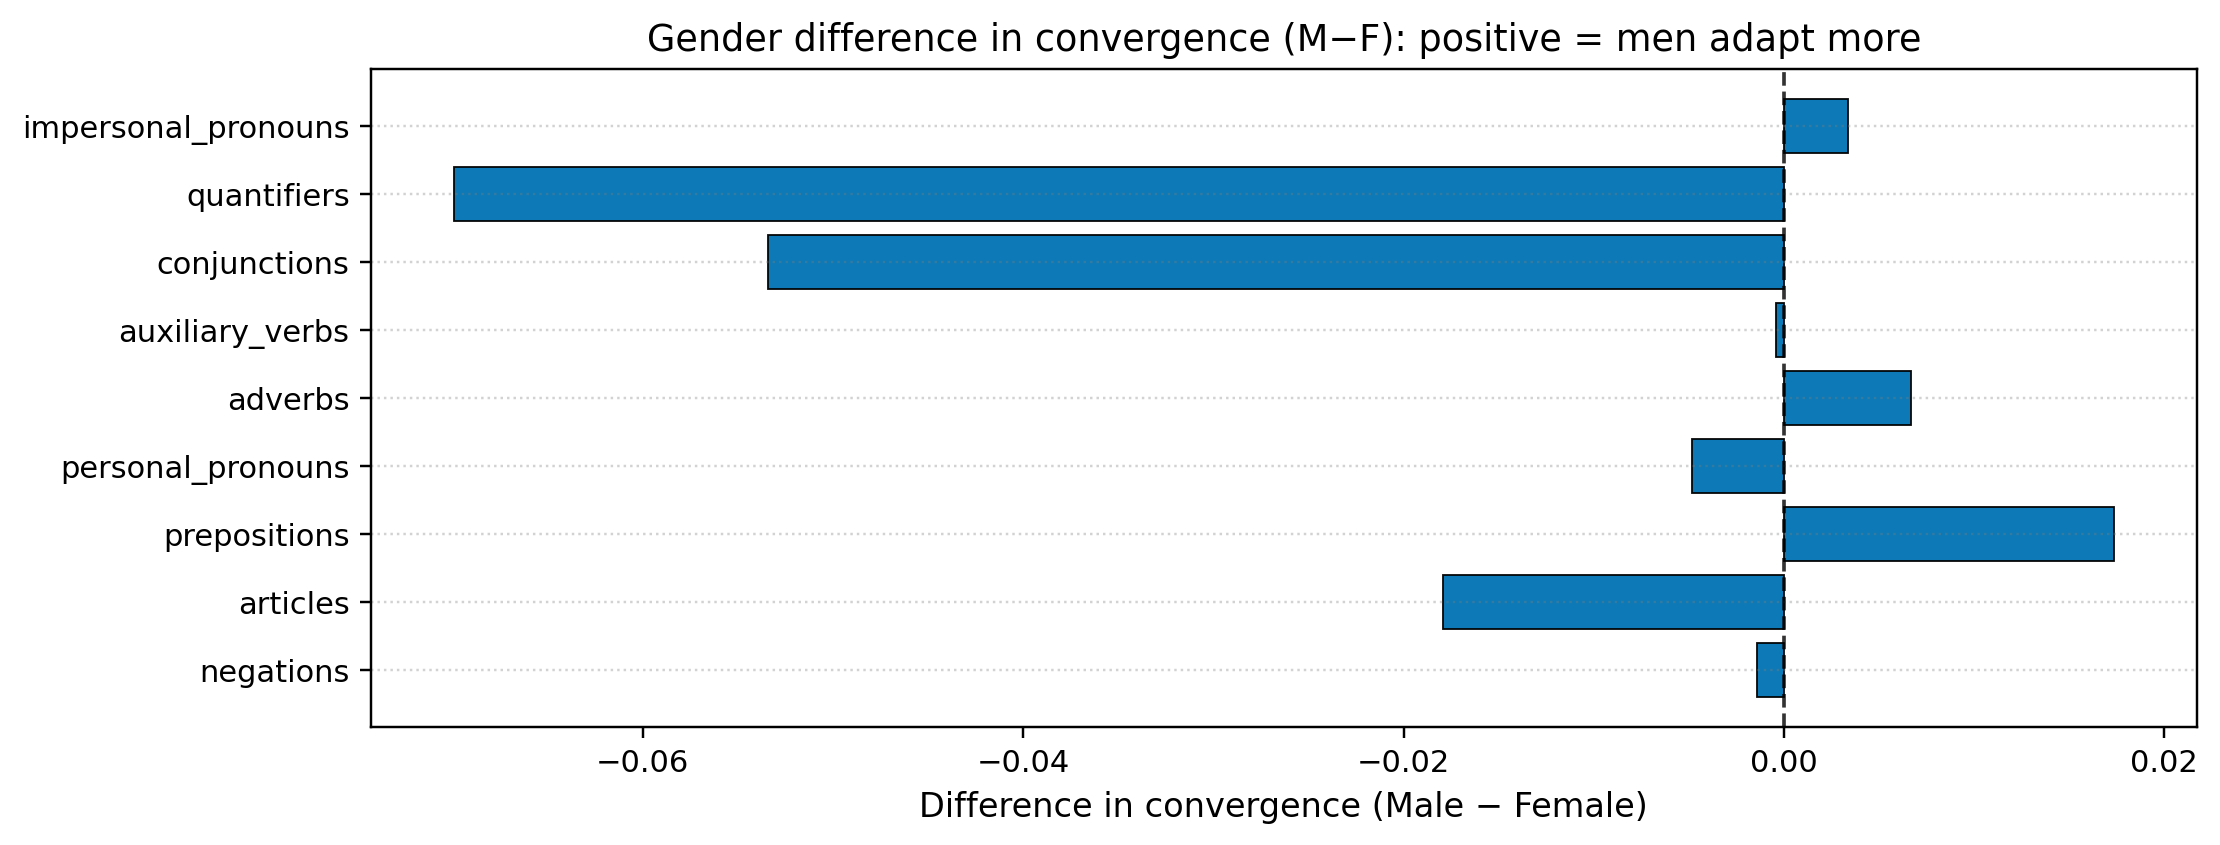 Gender difference in convergence (M−F): positive = men adapt more
impersonal_pronouns
quantifiers
conjunctions
auxiliary_verbs
adverbs
personal_pronouns
prepositions
articles
negations
−0.06 −0.04 −0.02 0.00 0.02
Difference in convergence (Male − Female)